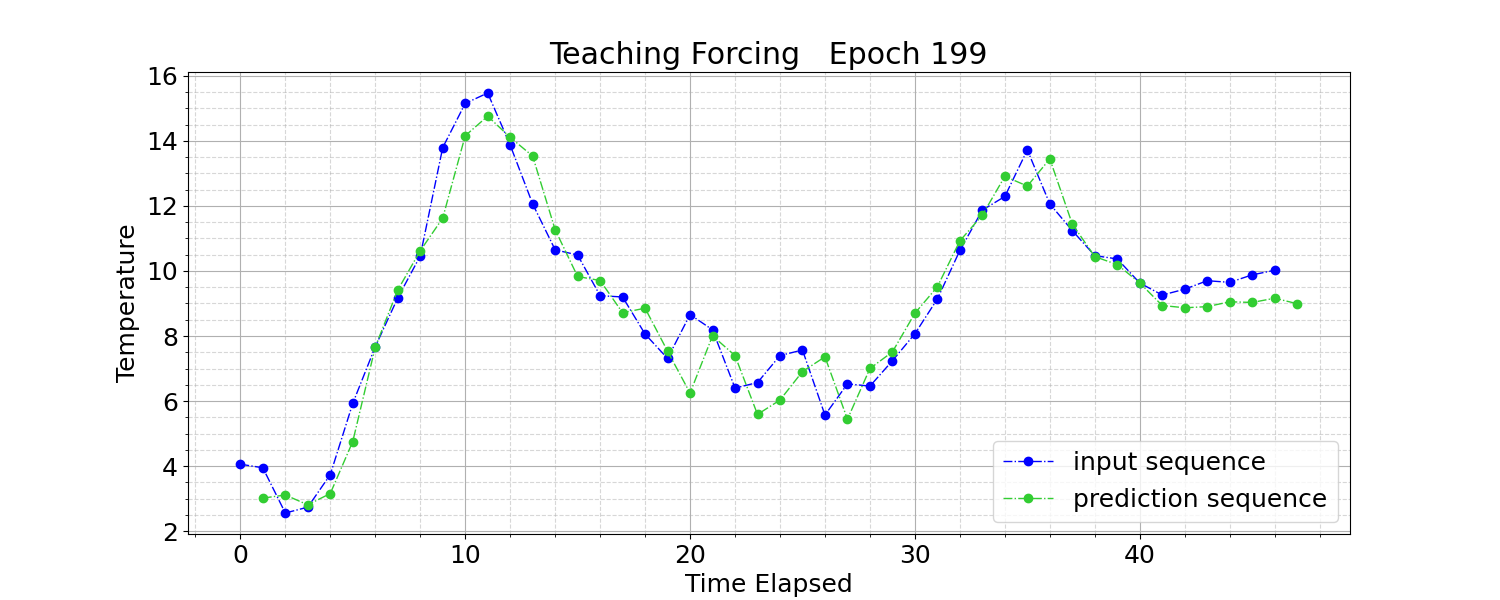 Teaching Forcing   Epoch 199
16
14
12
10
8
6
4
2
Temperature
input sequence
prediction sequence
0 10 20 30 40
Time Elapsed